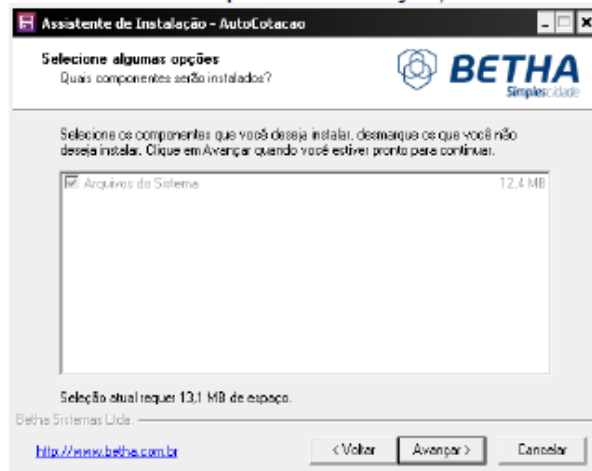 Assistente de Instalação - AutoCotacao
Selecione algumas opções
Quais componentes serão instalados?
BETHA
Simplescidade
Selecione os componentes que você deseja instalar, desmarque os que você não
deseja instalar. Clique em Avançar quando você estiver pronto para continuar.
Arquivos do Sistema 12,4 MB
Seleção atual requer 13,1 MB de espaço.
Betha Sistemas Ltda.
http://www.betha.com.br
< Voltar Avançar > Cancelar